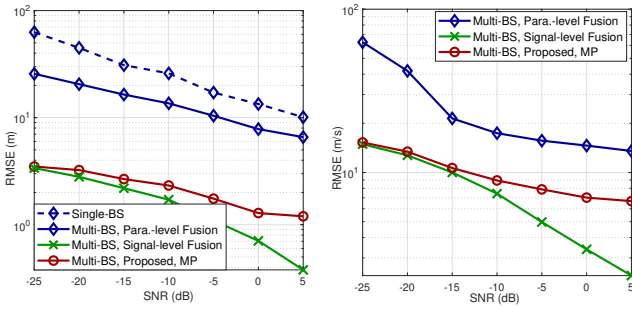 10^2
10^1
10^0
RMSE (m)
Single-BS
Multi-BS, Para.-level Fusion
Multi-BS, Signal-level Fusion
Multi-BS, Proposed, MP
-25 -20 -15 -10 -5 0 5
SNR (dB)
10^2
10^1
RMSE (m/s)
Multi-BS, Para.-level Fusion
Multi-BS, Signal-level Fusion
Multi-BS, Proposed, MP
-25 -20 -15 -10 -5 0 5
SNR (dB)